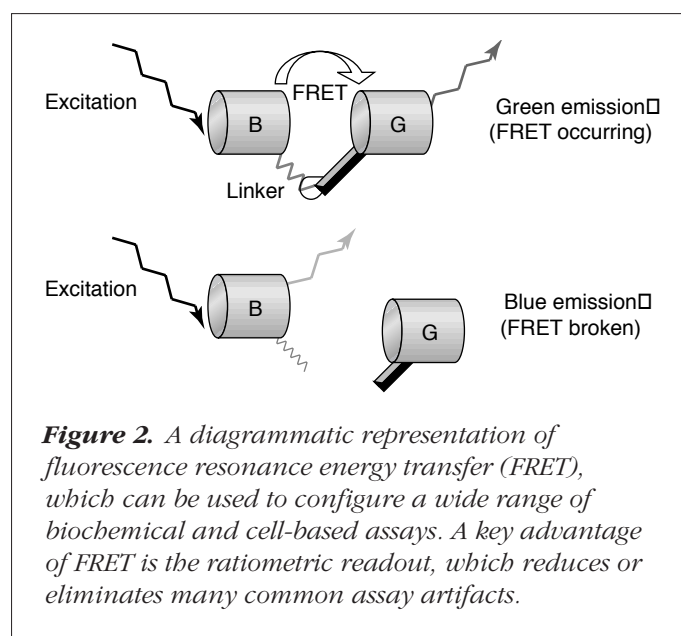 FRET
Excitation
B
G
Green emission□
(FRET occurring)
Linker
Excitation
B
G
Blue emission□
(FRET broken)
Figure 2. A diagrammatic representation of
fluorescence resonance energy transfer (FRET),
which can be used to configure a wide range of
biochemical and cell-based assays. A key advantage
of FRET is the ratiometric readout, which reduces or
eliminates many common assay artifacts.